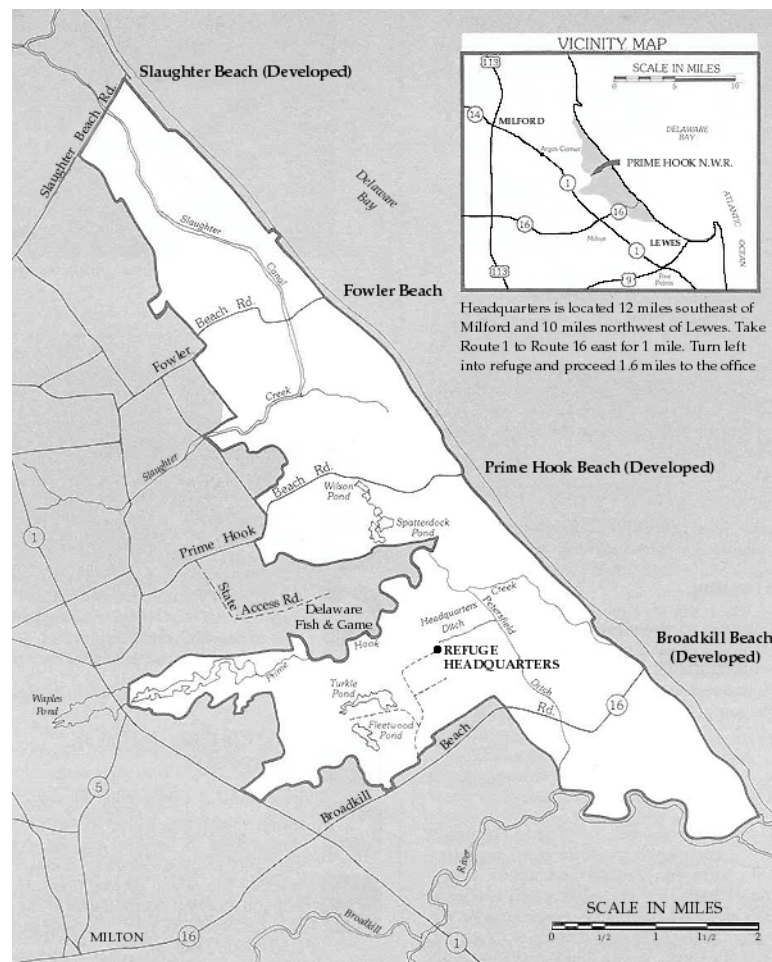 Slaughter Beach (Developed)
Slaughter Beach Rd.
Slaughter
Canal
Delaware
Bay
Fowler Beach
Beach Rd.
Fowler
Creek
Slaughter
Prime Hook Beach (Developed)
Beach Rd.
Wilson
Pond
Spatterdock
Pond
Prime Hook
1
State Access Rd.
Delaware
Fish & Game
Creek
Headquarters
Ditch
Petersfield
Ditch
Broadkill Beach
(Developed)
REFUGE
HEADQUARTERS
Prime
Hook
Waples
Pond
Turkle
Pond
Fleetwood
Pond
16
Rd.
Beach
Broadkill
5
River
Broadkill
MILTON
16
1
SCALE IN MILES
0 1/2 1 1 1/2 2
VICINITY MAP
113
SCALE IN MILES
0 5 10
14
MILFORD
DELAWARE
BAY
Argos Corner
PRIME HOOK N.W.R.
1
16
16
Milton
LEWES
ATLANTIC
OCEAN
1
113
9
Five
Points
Headquarters is located 12 miles southeast of
Milford and 10 miles northwest of Lewes. Take
Route 1 to Route 16 east for 1 mile. Turn left
into refuge and proceed 1.6 miles to the office